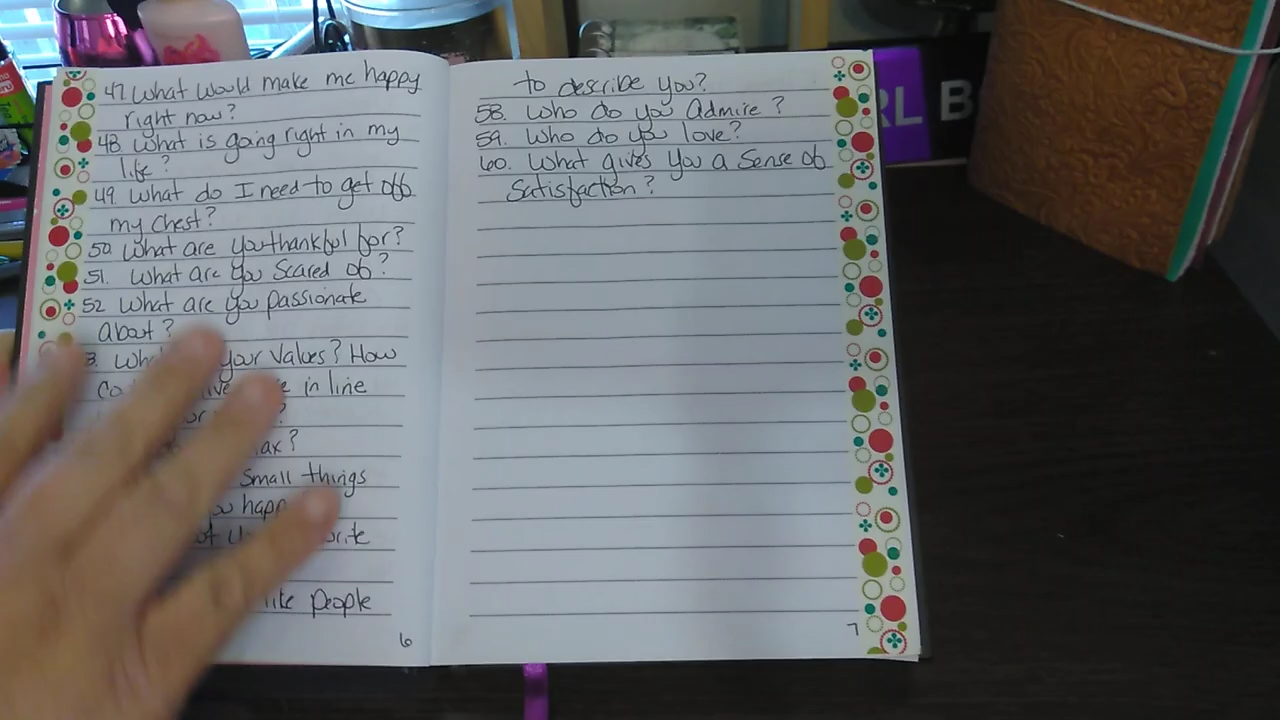 47 What would make me happy
right now?
48 What is going right in my
life?
49 What do I need to get off
my chest?
50 What are you thankful for?
51. What are you Scared of?
52 What are you passionate
About?
your Values? How
in line
?
Small things
like People
6
to describe you?
58. Who do you Admire?
59. Who do you love?
60. What gives you a Sense of
Satisfaction?
7
RL B